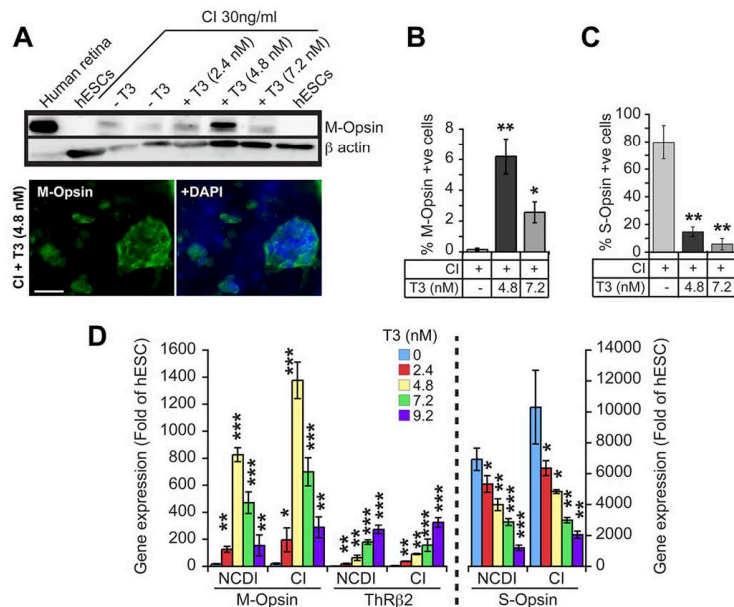 A
CI 30ng/ml
Human retina
hESCs
- T3
- T3
+ T3 (2.4 nM)
+ T3 (4.8 nM)
+ T3 (7.2 nM)
hESCs
M-Opsin
β actin
CI + T3 (4.8 nM)
M-Opsin
+DAPI
B
% M-Opsin +ve cells
8
6
4
2
0
**
*
CI + + +
T3 (nM) - 4.8 7.2
C
% S-Opsin +ve cells
100
80
60
40
20
0
**
**
CI + + +
T3 (nM) - 4.8 7.2
D
Gene expression (Fold of hESC)
1600
1400
1200
1000
800
600
400
200
0
T3 (nM)
0
2.4
4.8
7.2
9.2
** *** *** **
* *** *** **
** ** *** ***
** ** *** ***
NCDI CI NCDI CI
M-Opsin ThRβ2
* ** *** ***
* * ** **
NCDI CI
S-Opsin
14000
12000
10000
8000
6000
4000
2000
0
Gene expression (Fold of hESC)